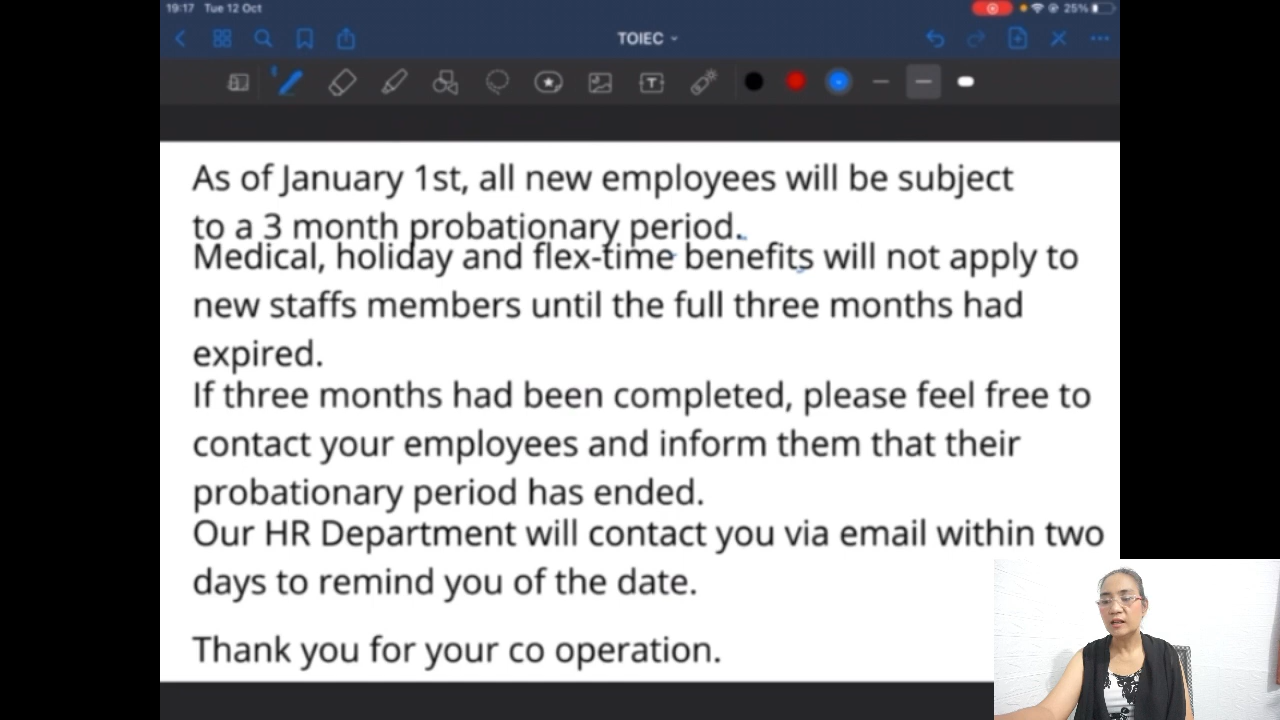 19:17 Tue 12 Oct
25%
TOIEC
T
As of January 1st, all new employees will be subject
to a 3 month probationary period.
Medical, holiday and flex-time benefits will not apply to
new staffs members until the full three months had
expired.
If three months had been completed, please feel free to
contact your employees and inform them that their
probationary period has ended.
Our HR Department will contact you via email within two
days to remind you of the date.
Thank you for your co operation.